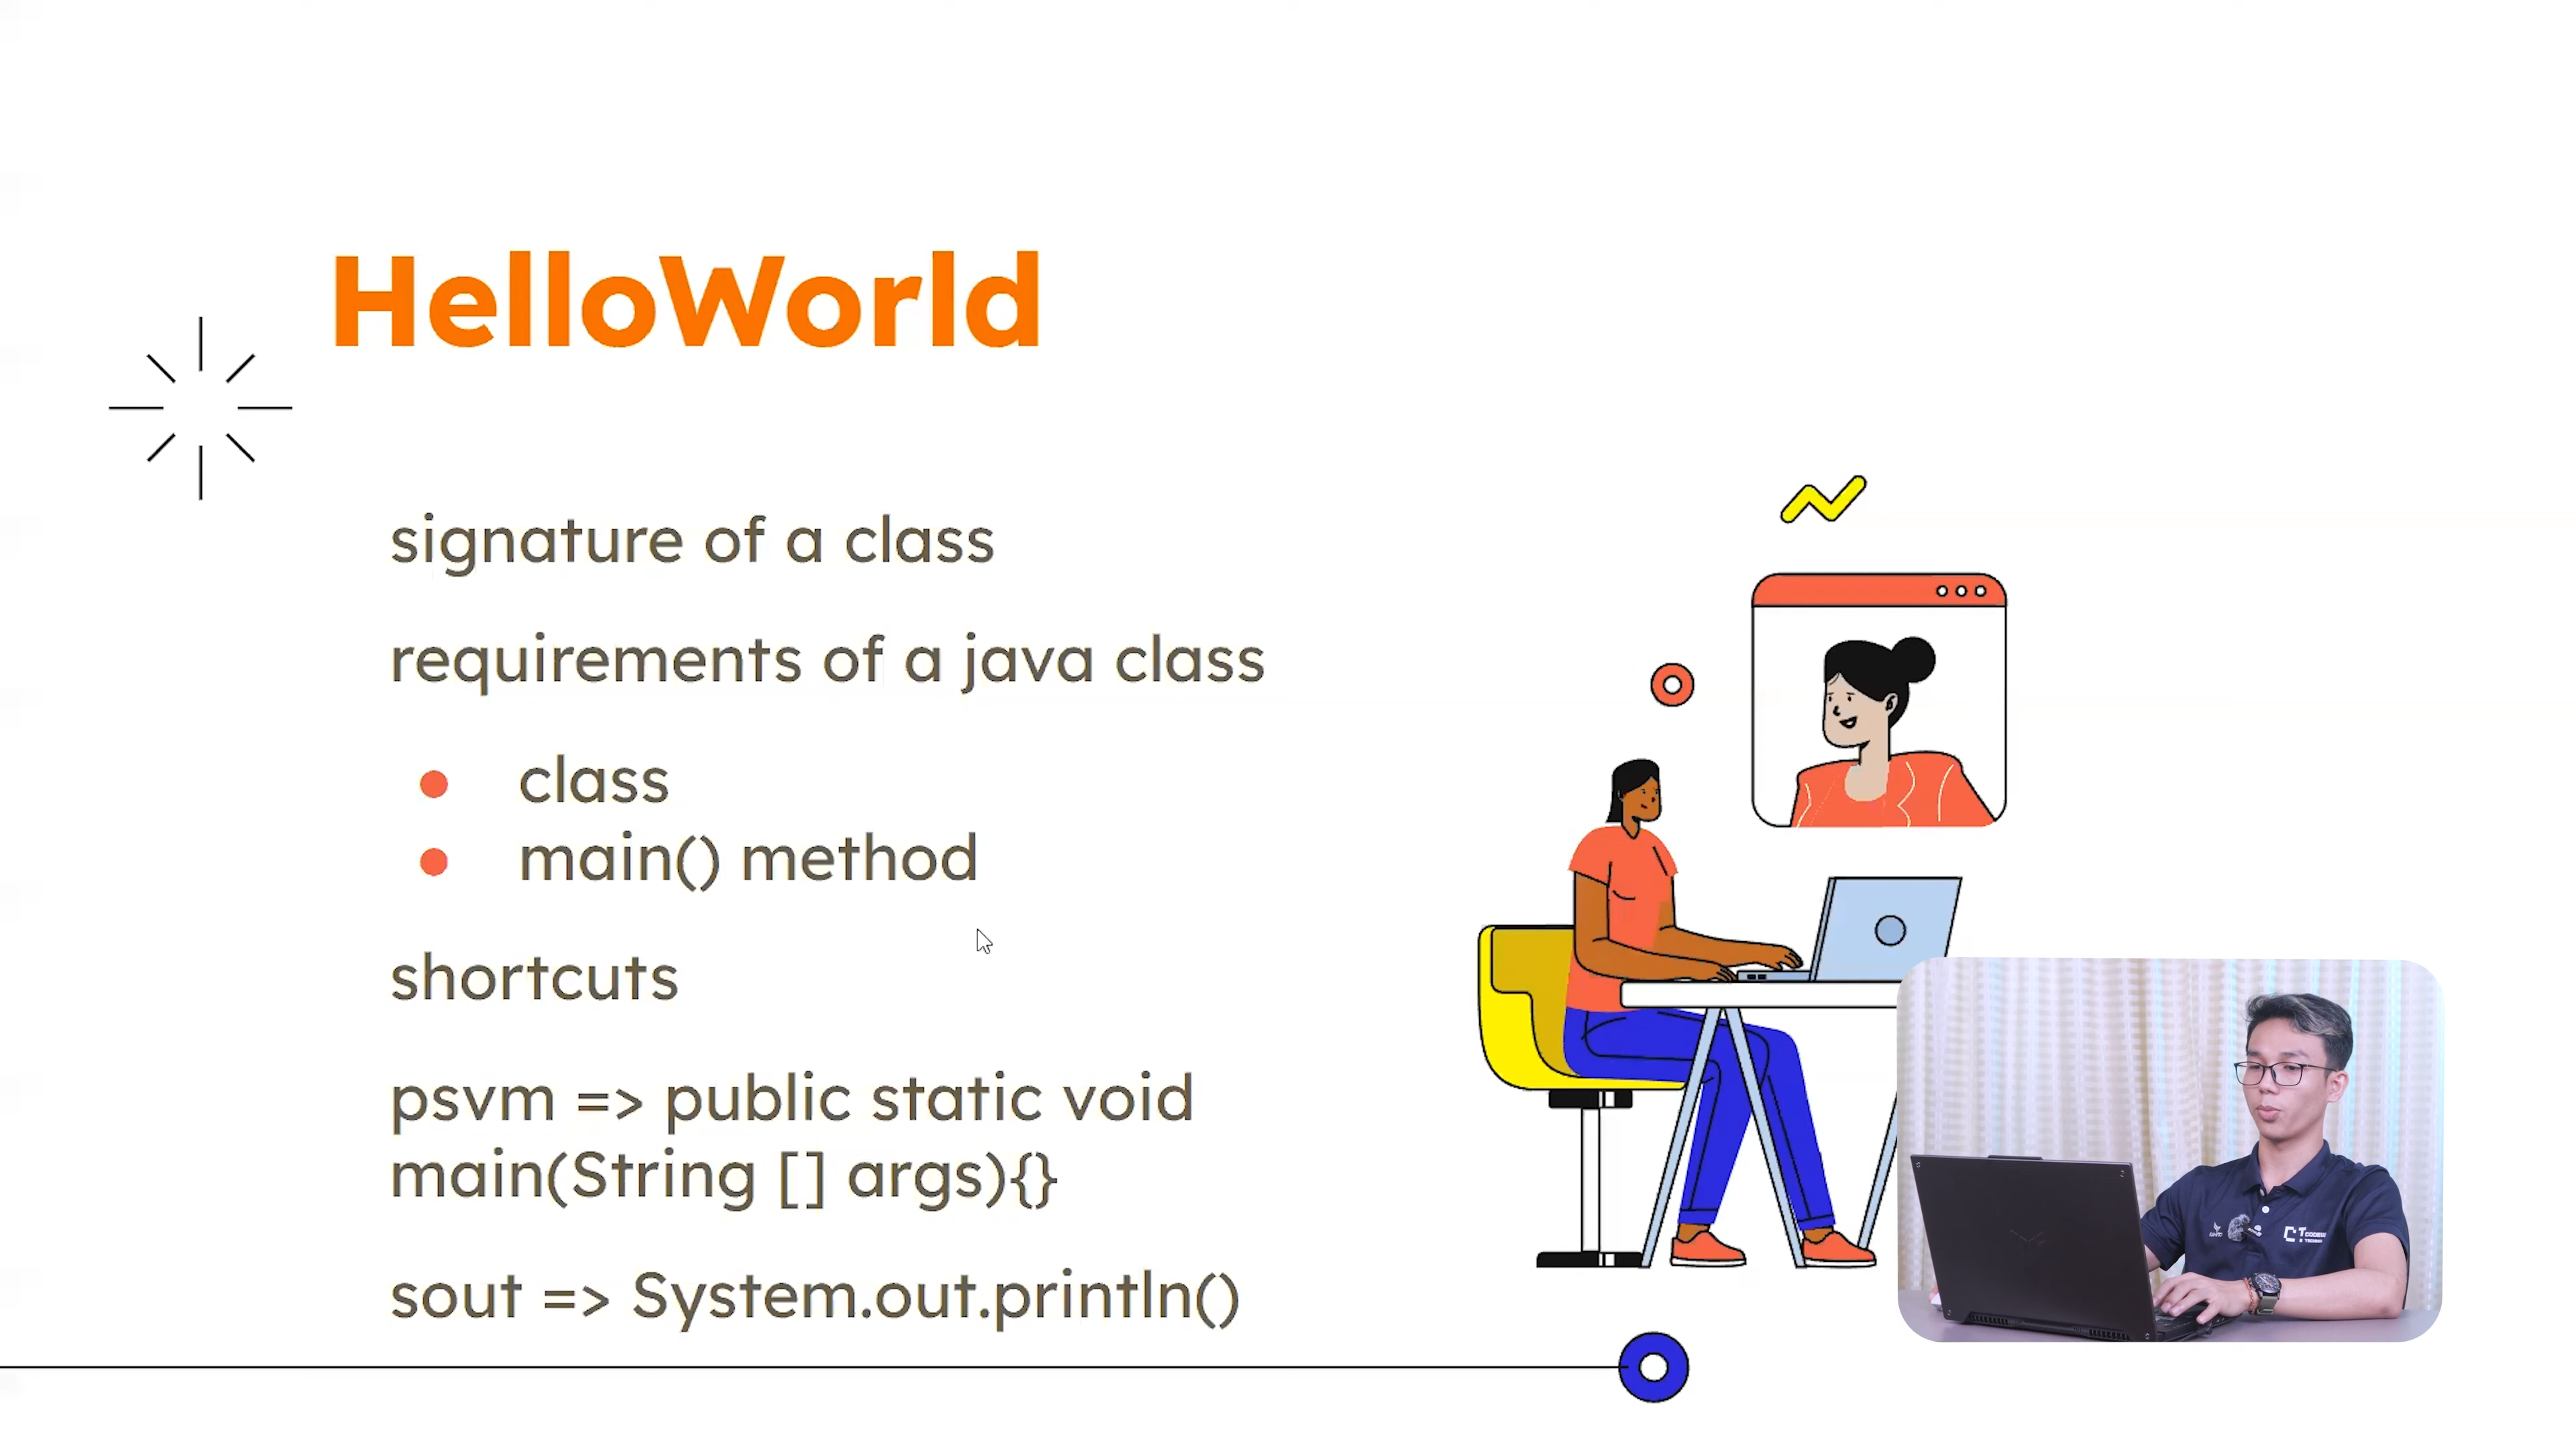 HelloWorld
signature of a class
requirements of a java class
class
main() method
shortcuts
psvm => public static void
main(String [] args){}
sout => System.out.println()